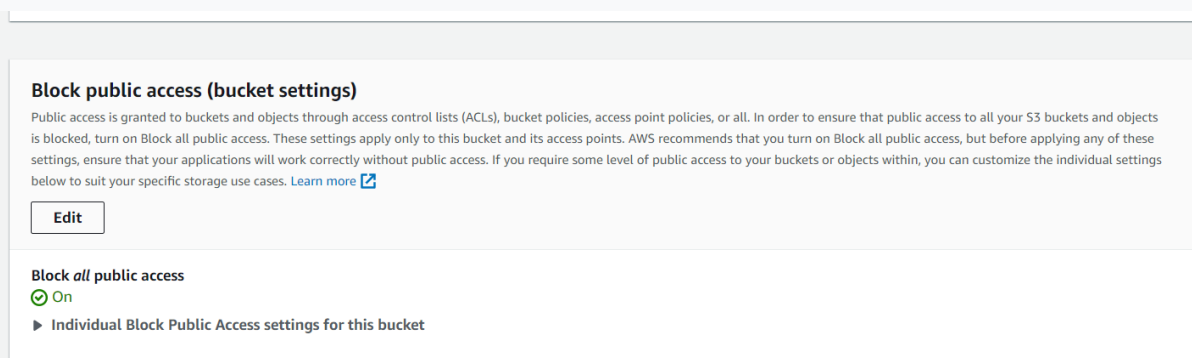 Block public access (bucket settings)
Public access is granted to buckets and objects through access control lists (ACLs), bucket policies, access point policies, or all. In order to ensure that public access to all your S3 buckets and objects
is blocked, turn on Block all public access. These settings apply only to this bucket and its access points. AWS recommends that you turn on Block all public access, but before applying any of these
settings, ensure that your applications will work correctly without public access. If you require some level of public access to your buckets or objects within, you can customize the individual settings
below to suit your specific storage use cases. Learn more
Edit
Block all public access
On
Individual Block Public Access settings for this bucket